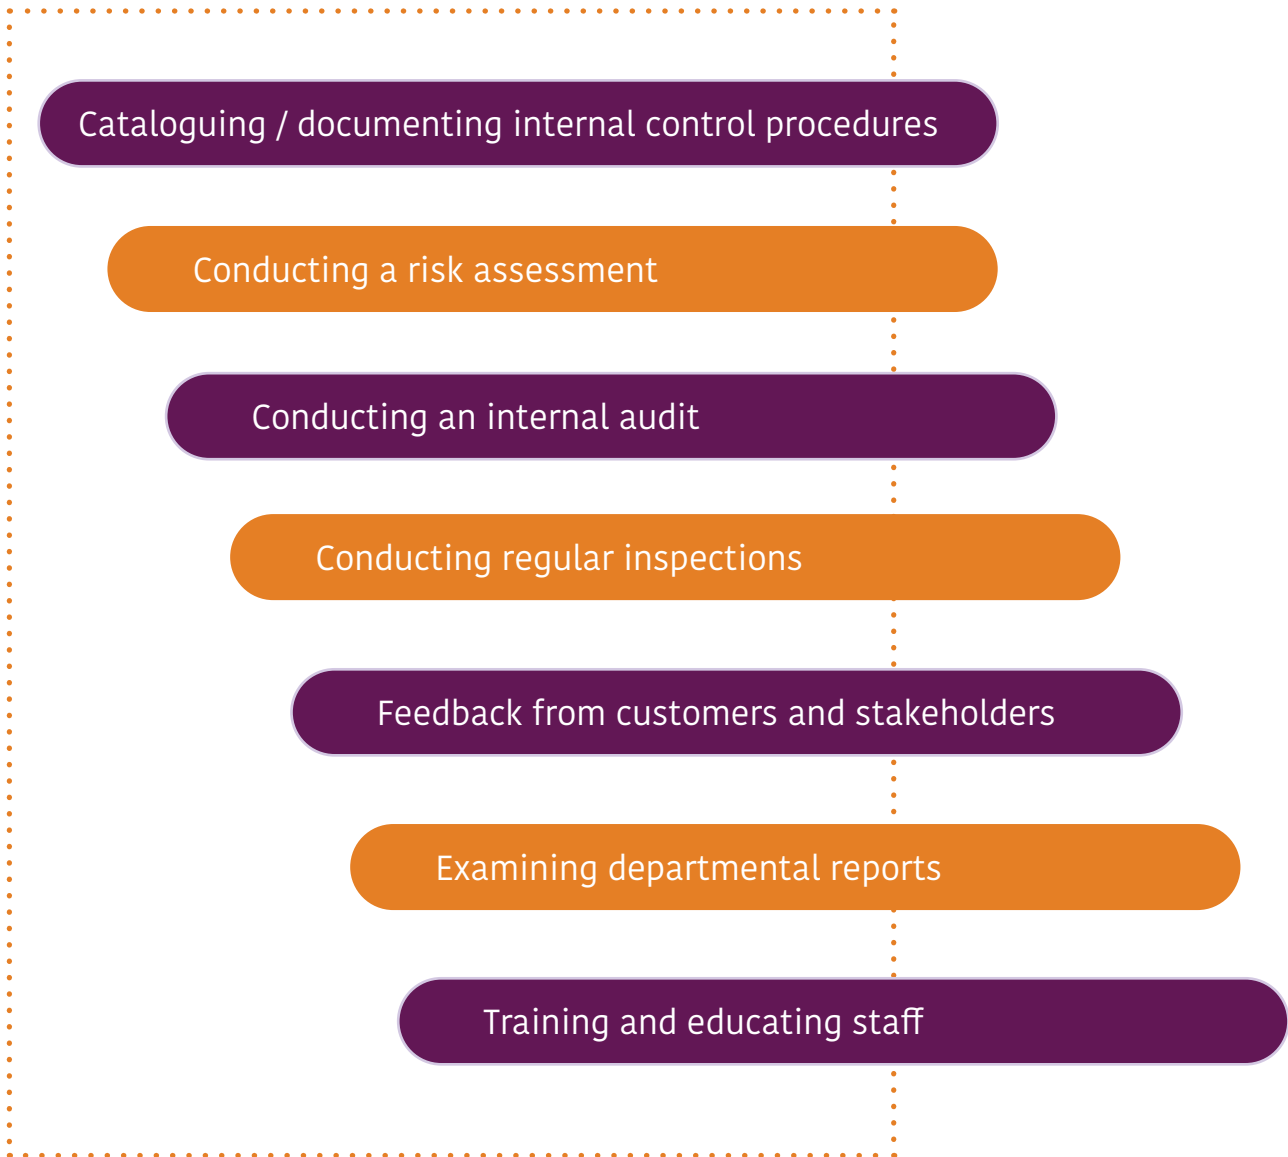 Cataloguing / documenting internal control procedures
Conducting a risk assessment
Conducting an internal audit
Conducting regular inspections
Feedback from customers and stakeholders
Examining departmental reports
Training and educating staff